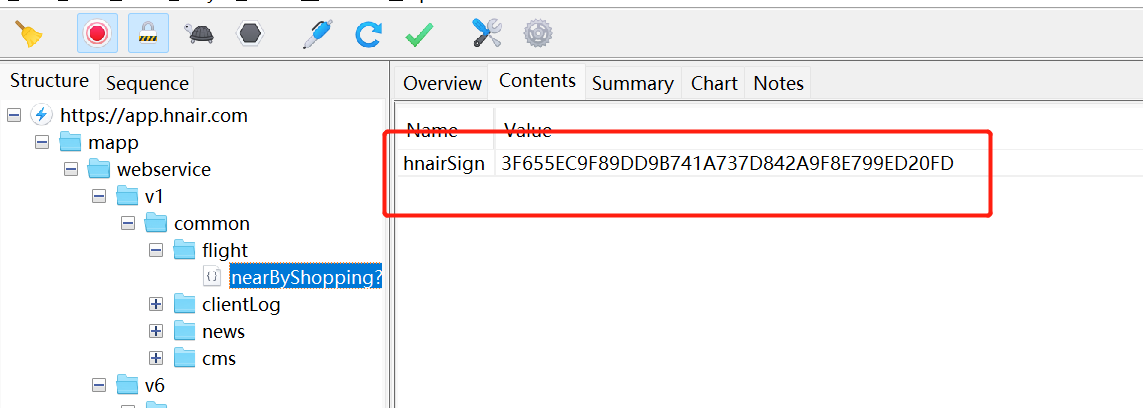 Structure
Sequence
https://app.hnair.com
mapp
webservice
v1
common
flight
nearByShopping?
clientLog
news
cms
v6
Overview
Contents
Summary
Chart
Notes
Name
Value
hnairSign
3F655EC9F89DD9B741A737D842A9F8E799ED20FD